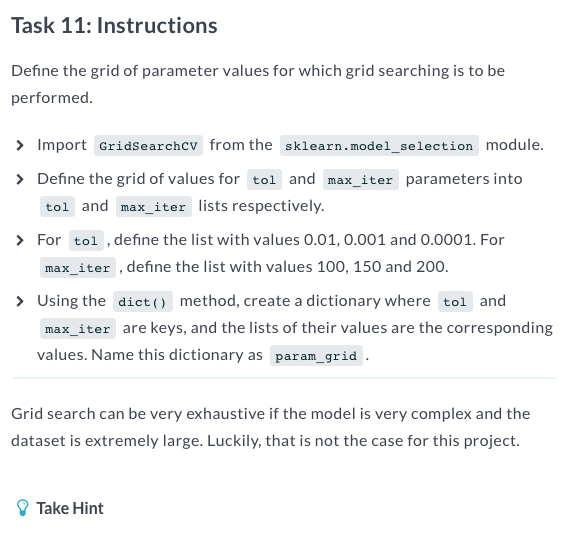 Task 11: Instructions
Define the grid of parameter values for which grid searching is to be
performed.
Import GridSearchCV from the sklearn.model_selection module.
Define the grid of values for tol and max_iter parameters into
tol and max_iter lists respectively.
For tol , define the list with values 0.01, 0.001 and 0.0001. For
max_iter , define the list with values 100, 150 and 200.
Using the dict() method, create a dictionary where tol and
max_iter are keys, and the lists of their values are the corresponding
values. Name this dictionary as param_grid .
Grid search can be very exhaustive if the model is very complex and the
dataset is extremely large. Luckily, that is not the case for this project.
Take Hint